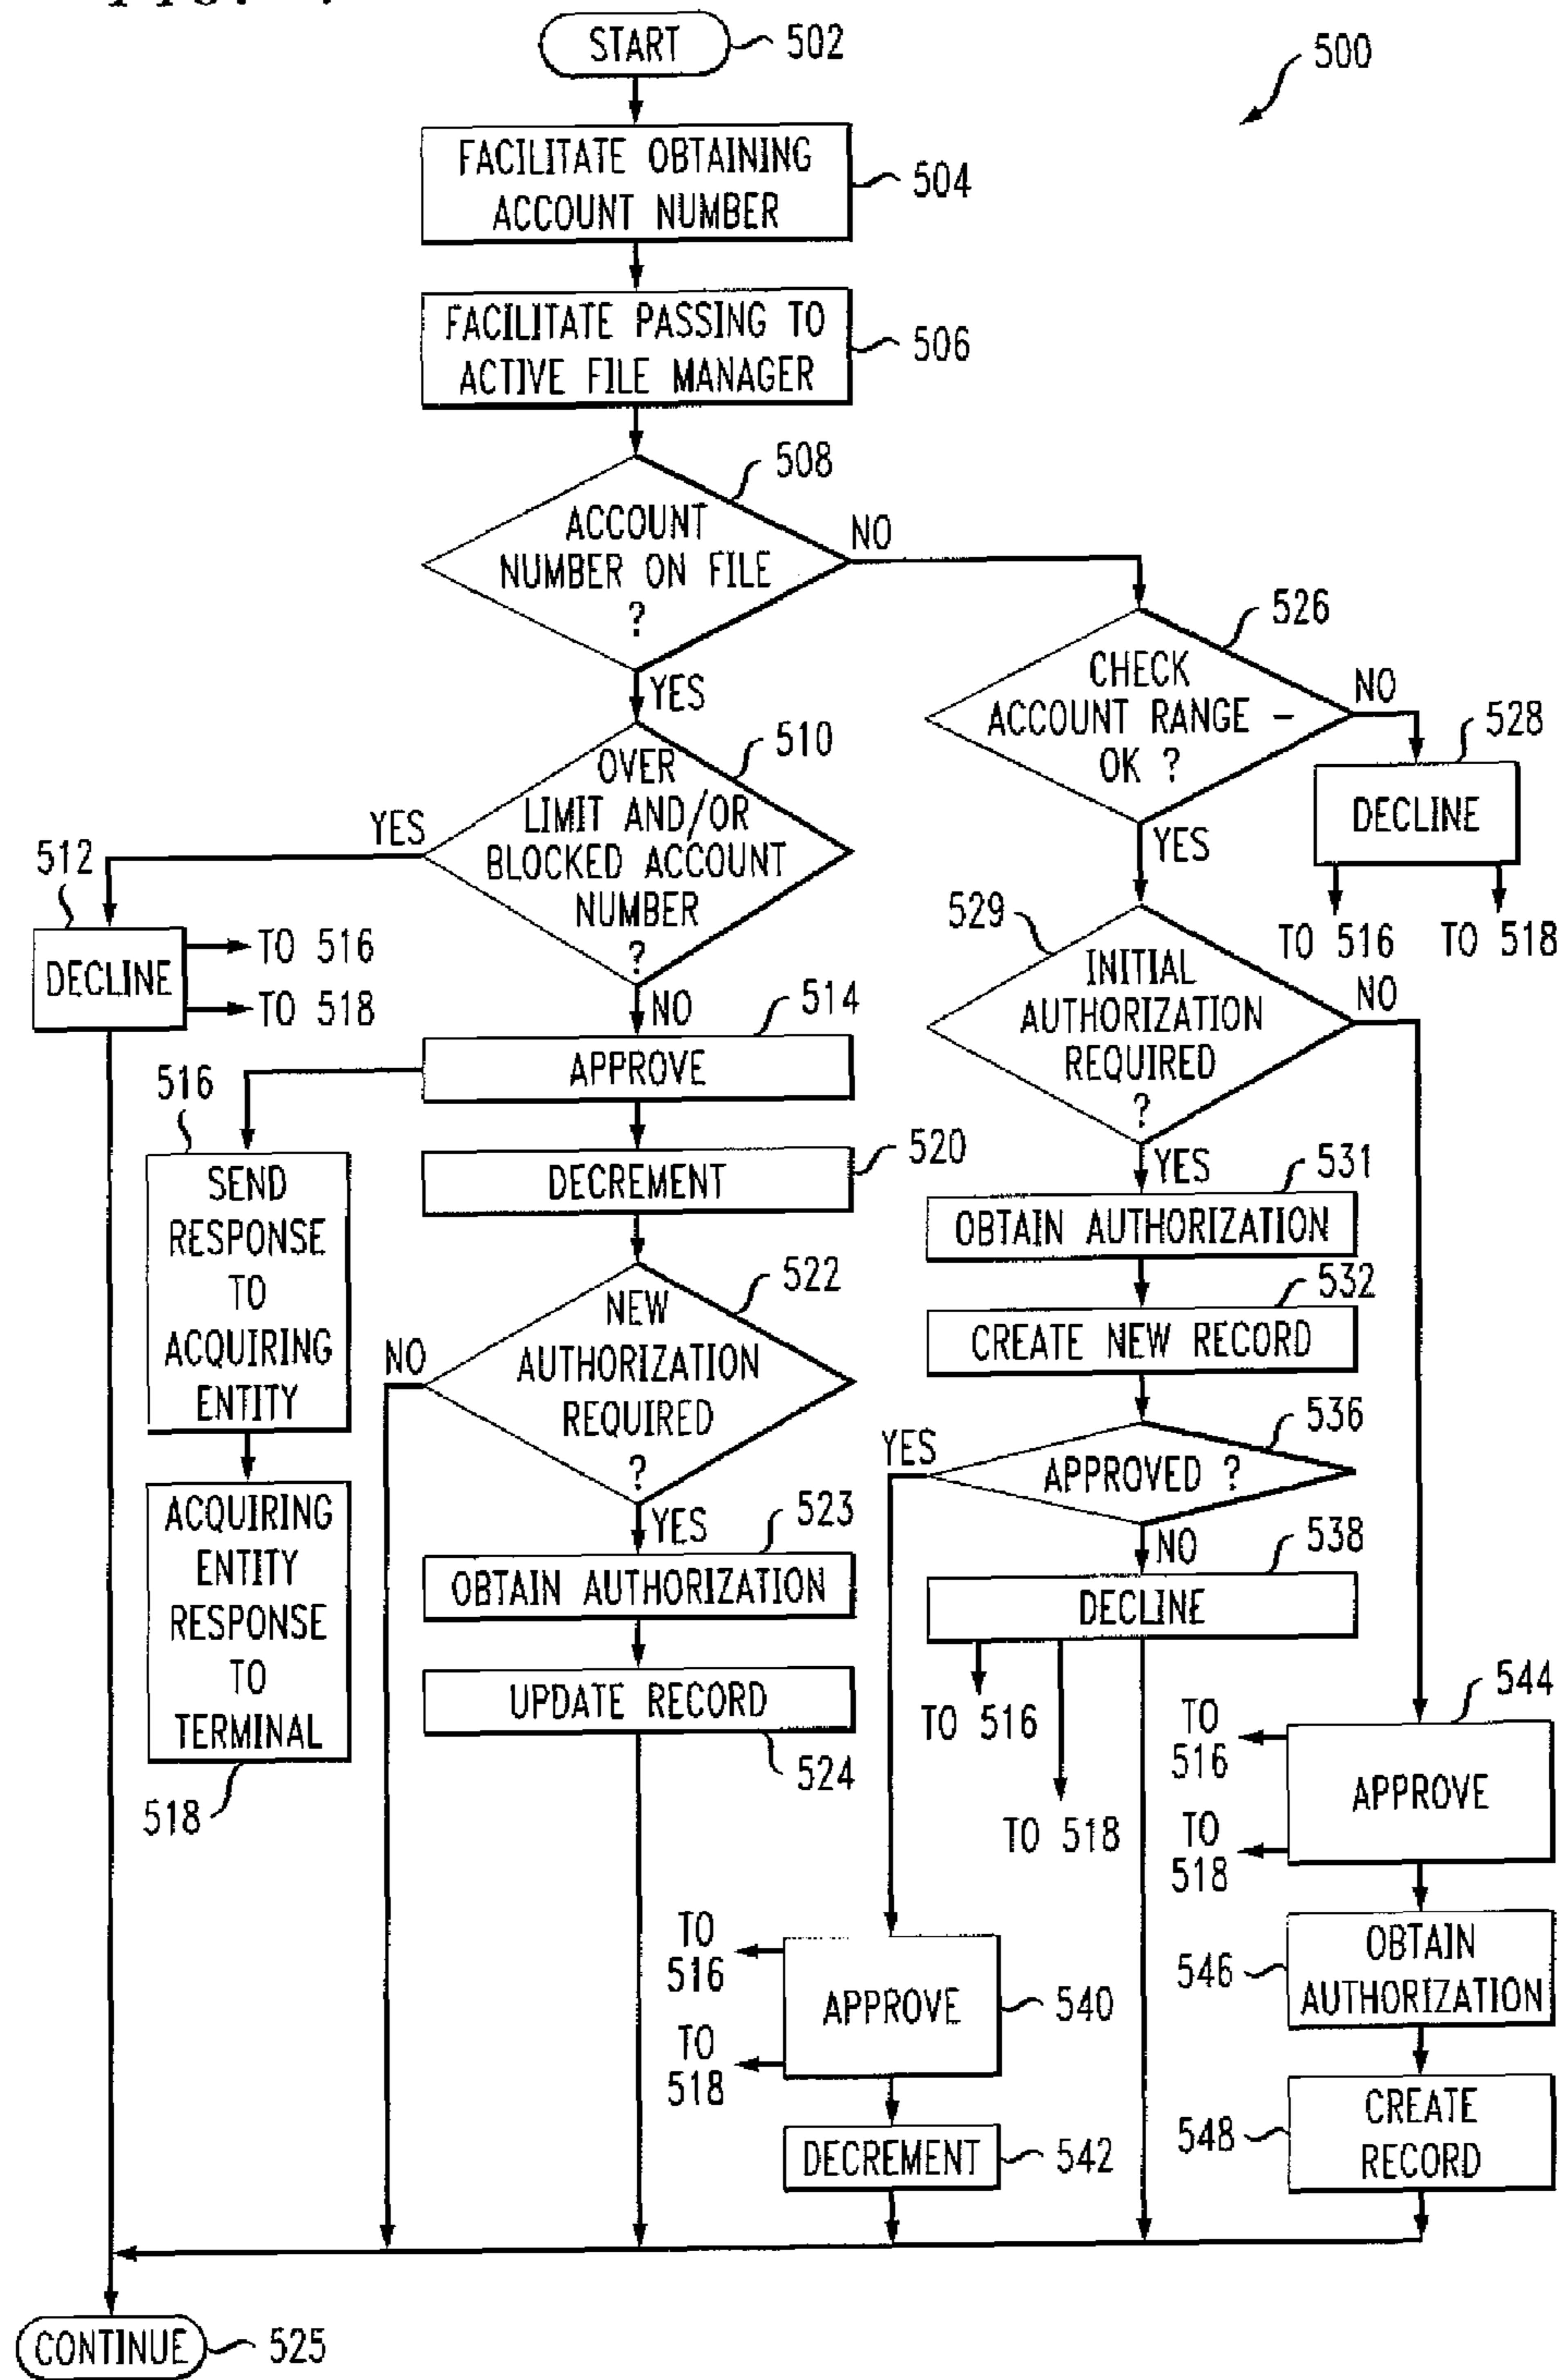 START
502
500
FACILITATE OBTAINING
ACCOUNT NUMBER
504
FACILITATE PASSING TO
ACTIVE FILE MANAGER
506
508
ACCOUNT
NUMBER ON FILE
?
NO
YES
526
CHECK
ACCOUNT RANGE -
OK ?
NO
528
DECLINE
TO 516
TO 518
YES
510
OVER
LIMIT AND/OR
BLOCKED ACCOUNT
NUMBER
?
YES
512
DECLINE
TO 516
TO 518
NO
514
APPROVE
516
SEND
RESPONSE
TO
ACQUIRING
ENTITY
ACQUIRING
ENTITY
RESPONSE
TO
TERMINAL
518
DECREMENT
520
522
NEW
AUTHORIZATION
REQUIRED
?
NO
YES
523
OBTAIN AUTHORIZATION
UPDATE RECORD
524
529
INITIAL
AUTHORIZATION
REQUIRED
?
NO
YES
531
OBTAIN AUTHORIZATION
532
CREATE NEW RECORD
536
APPROVED ?
YES
NO
538
DECLINE
TO 516
TO 518
544
TO
516
APPROVE
TO
518
OBTAIN
AUTHORIZATION
546
CREATE
RECORD
548
TO
516
APPROVE
540
TO
518
DECREMENT
542
CONTINUE
525